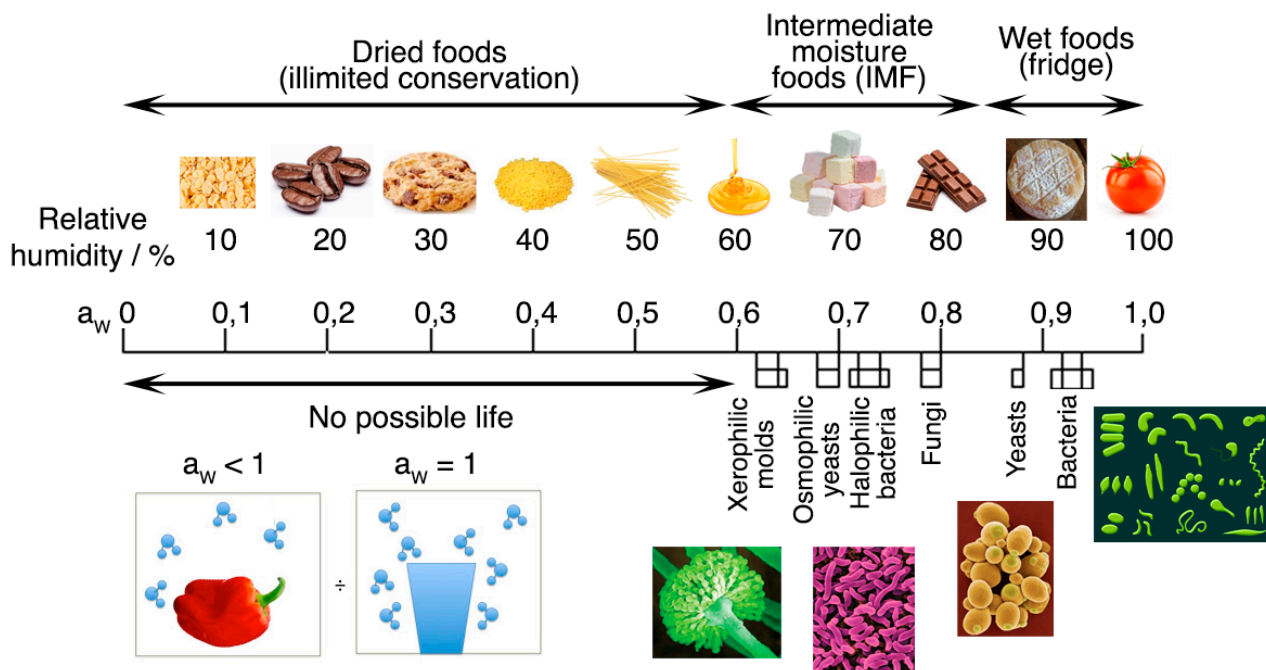 Dried foods
(illimited conservation)
Intermediate
moisture
foods (IMF)
Wet foods
(fridge)
Relative
humidity / %
10 20 30 40 50 60 70 80 90 100
aw 0 0,1 0,2 0,3 0,4 0,5 0,6 0,7 0,8 0,9 1,0
No possible life
Xerophilic
molds
Osmophilic
yeasts
Halophilic
bacteria
Fungi
Yeasts
Bacteria
aw < 1
aw = 1
÷